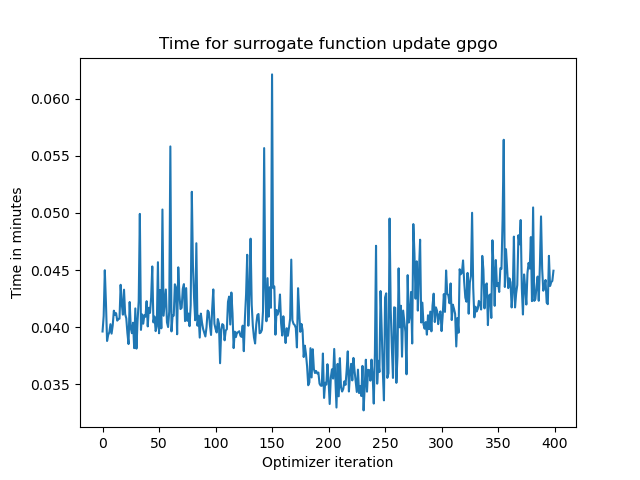 Time for surrogate function update gpgo
0.060
0.055
0.050
0.045
0.040
0.035
Time in minutes
0 50 100 150 200 250 300 350 400
Optimizer iteration